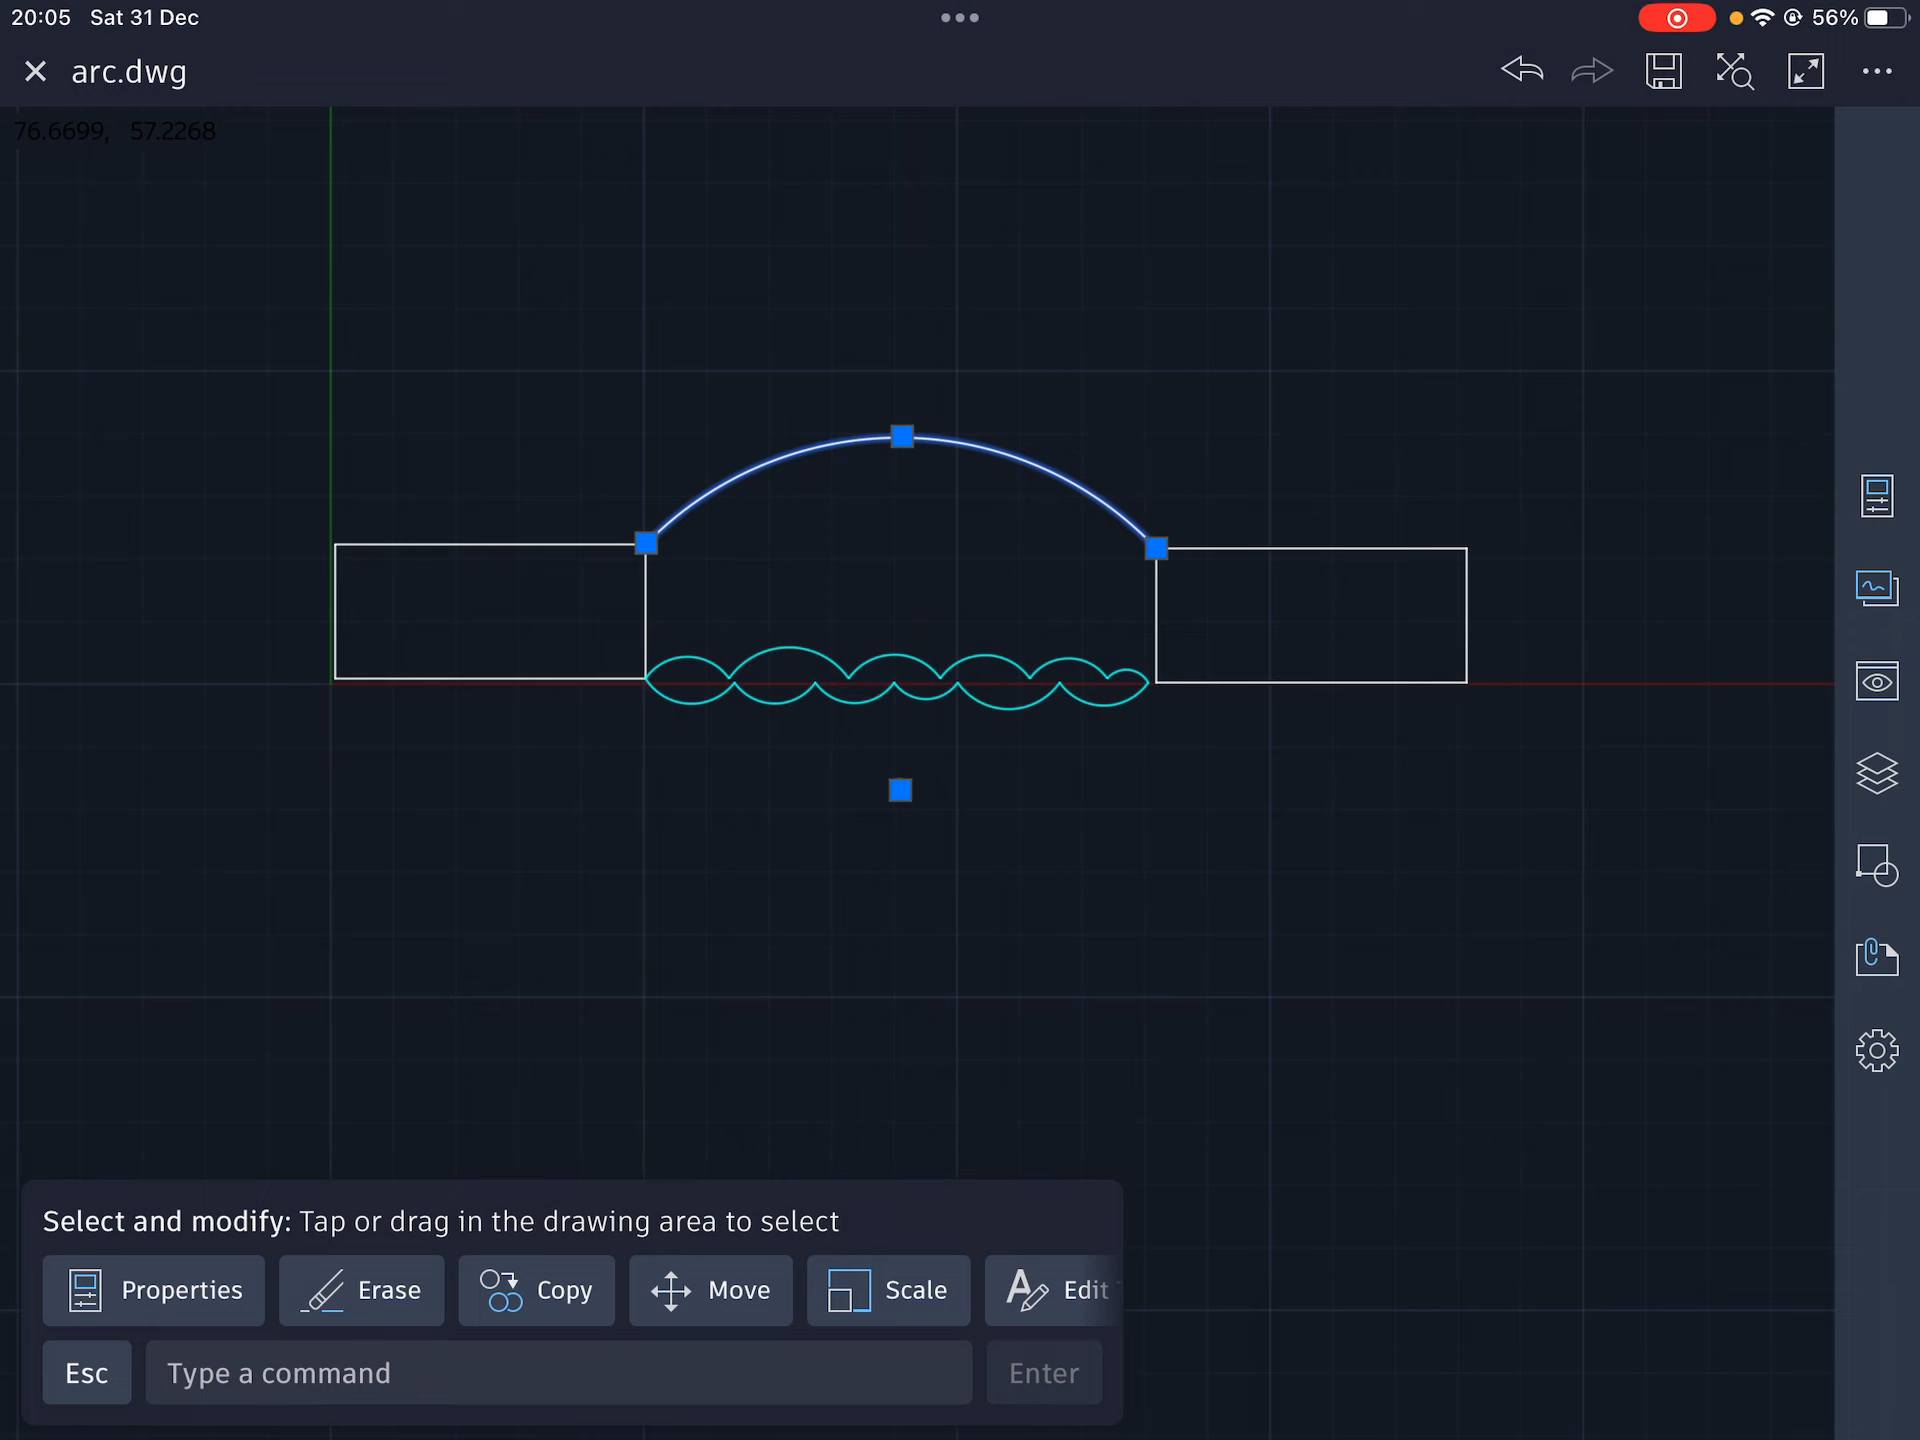 20:05 Sat 31 Dec
56%
arc.dwg
76.6699, 57.2268
Select and modify: Tap or drag in the drawing area to select
Properties Erase Copy Move Scale Edit
Esc Type a command Enter